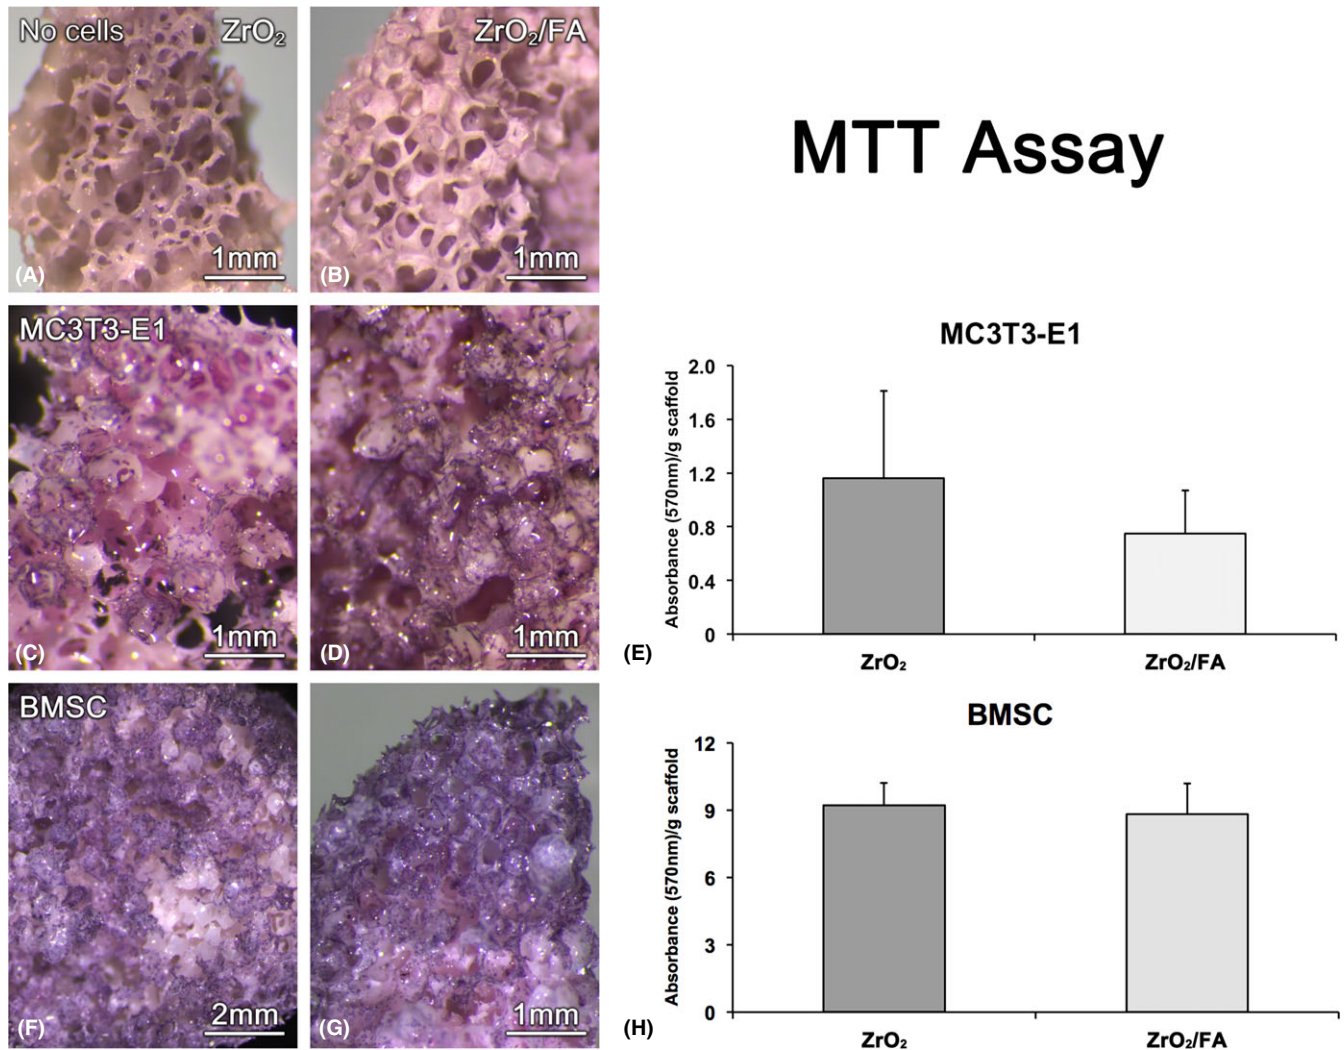 No cells ZrO₂
1mm
(A)
ZrO₂/FA
1mm
(B)
MTT Assay
MC3T3-E1
1mm
(C)
1mm
(D)
MC3T3-E1
Absorbance (570nm)/g scaffold
2.0
1.6
1.2
0.8
0.4
0
ZrO₂ ZrO₂/FA
(E)
BMSC
2mm
(F)
1mm
(G)
BMSC
Absorbance (570nm)/g scaffold
12
9
6
3
0
ZrO₂ ZrO₂/FA
(H)